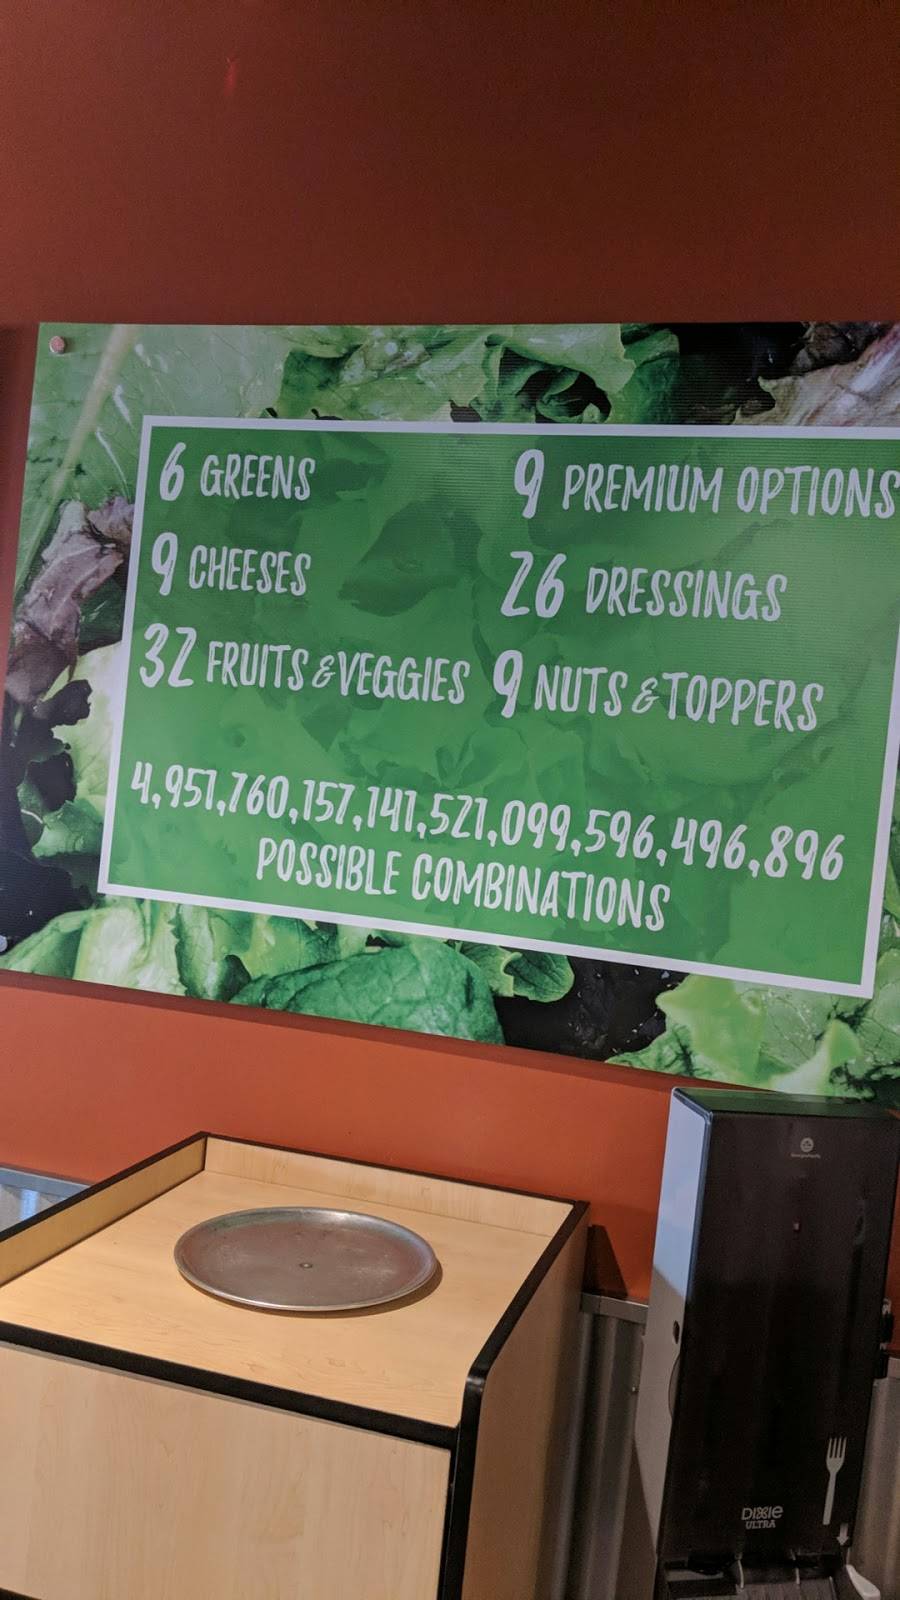 6 GREENS
9 CHEESES
32 FRUITS & VEGGIES
9 PREMIUM OPTIONS
26 DRESSINGS
9 NUTS & TOPPERS
4,951,760,157,141,521,099,596,496,896
POSSIBLE COMBINATIONS
DIXIE
ULTRA